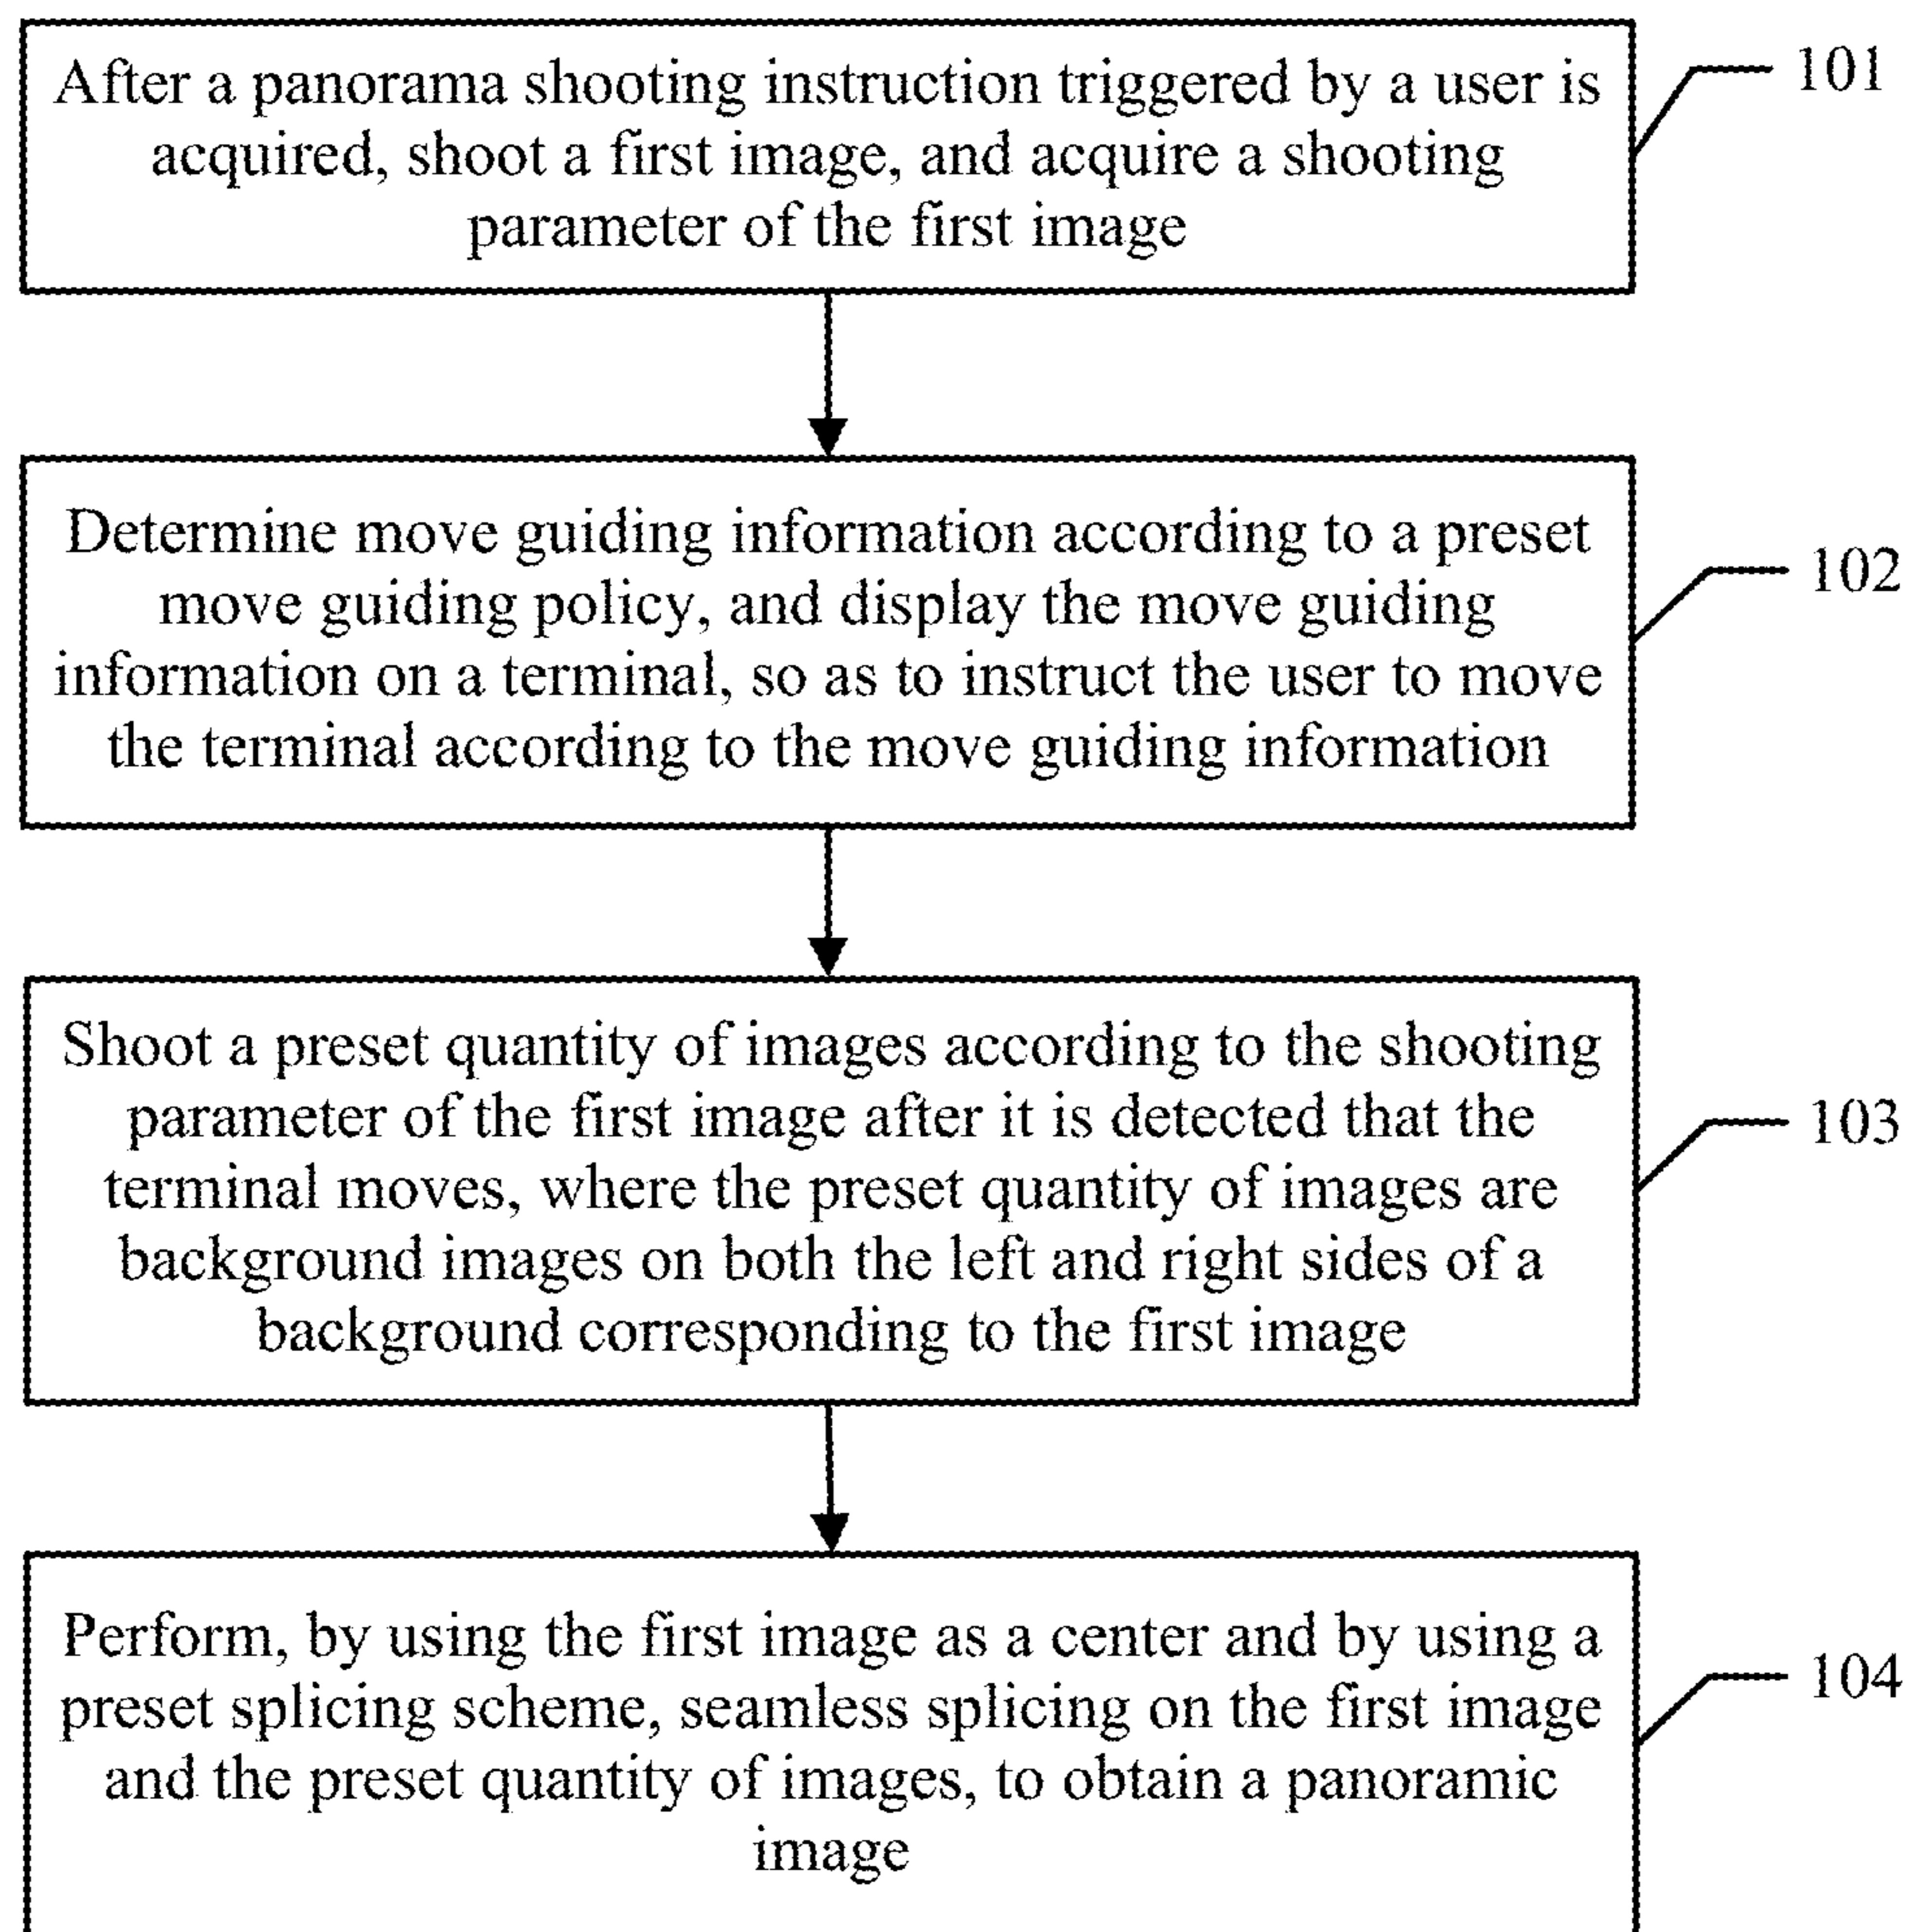 After a panorama shooting instruction triggered by a user is
acquired, shoot a first image, and acquire a shooting
parameter of the first image
101
Determine move guiding information according to a preset
move guiding policy, and display the move guiding
information on a terminal, so as to instruct the user to move
the terminal according to the move guiding information
102
Shoot a preset quantity of images according to the shooting
parameter of the first image after it is detected that the
terminal moves, where the preset quantity of images are
background images on both the left and right sides of a
background corresponding to the first image
103
Perform, by using the first image as a center and by using a
preset splicing scheme, seamless splicing on the first image
and the preset quantity of images, to obtain a panoramic
image
104